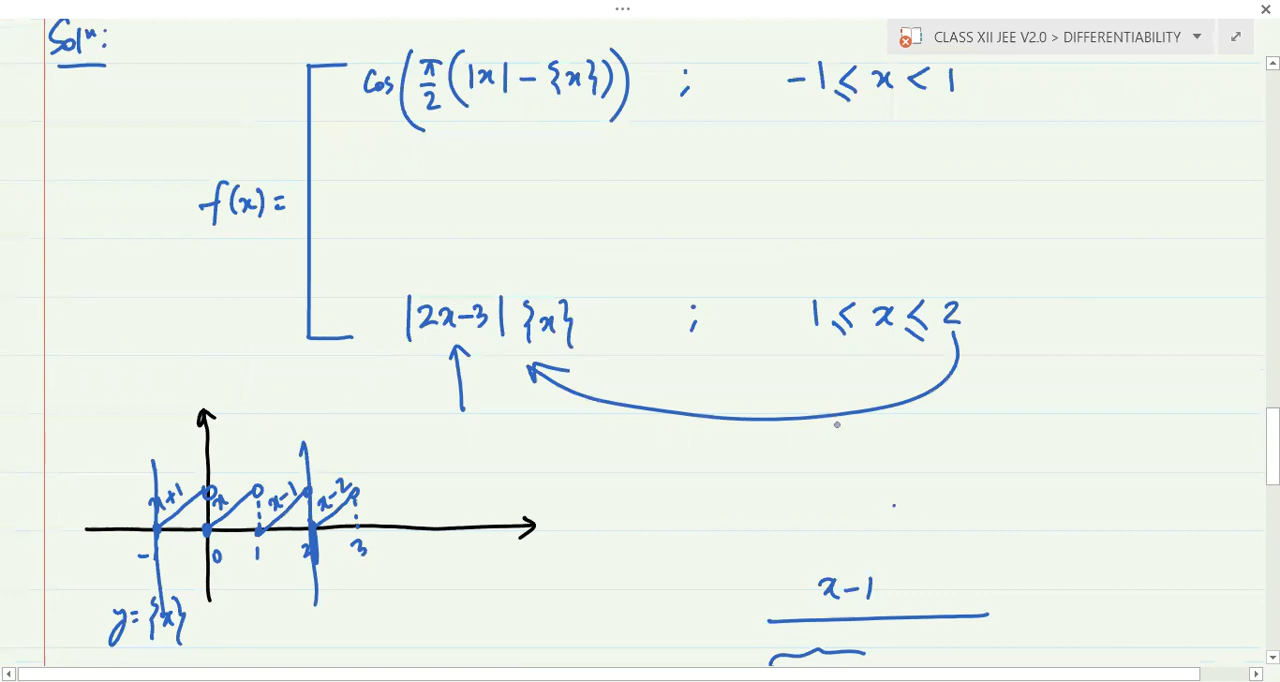 ...
CLASS XII JEE V2.0 > DIFFERENTIABILITY
Solⁿ:
cos(π/2(|x| - {x})) ; -1 ≤ x < 1
f(x) =
|2x-3| {x} ; 1 ≤ x ≤ 2
x+1 x x-1 x-2
-1 0 1 2 3
y = {x}
x-1